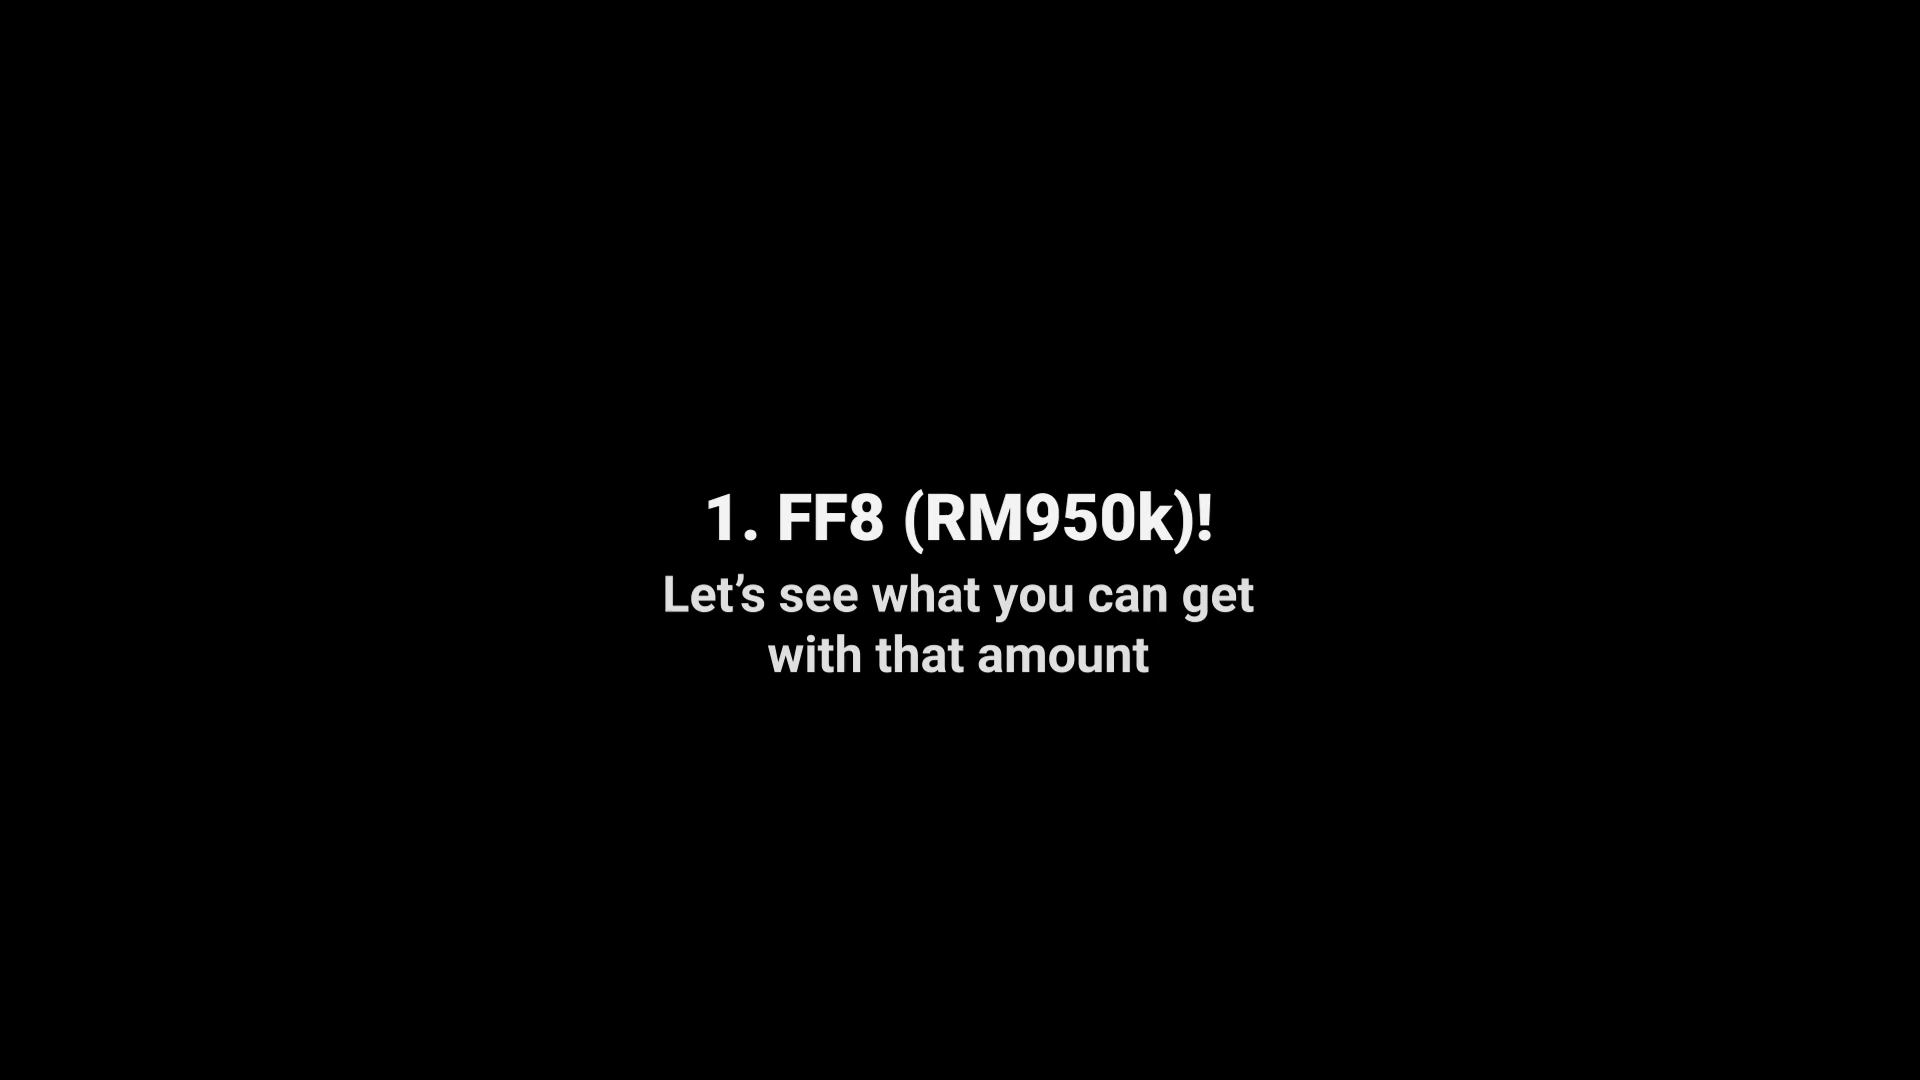 1. FF8 (RM950k)!
Let’s see what you can get
with that amount